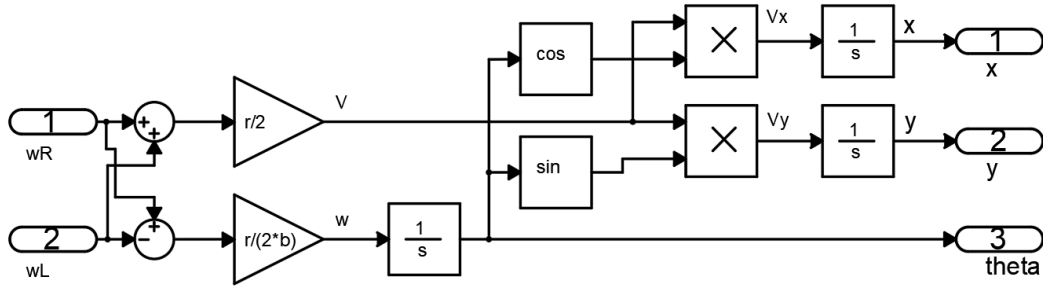 1
wR
2
wL
+
+
+
−
r/2
V
r/(2*b)
w
1
s
cos
sin
×
Vx
1
s
x
1
x
×
Vy
1
s
y
2
y
3
theta